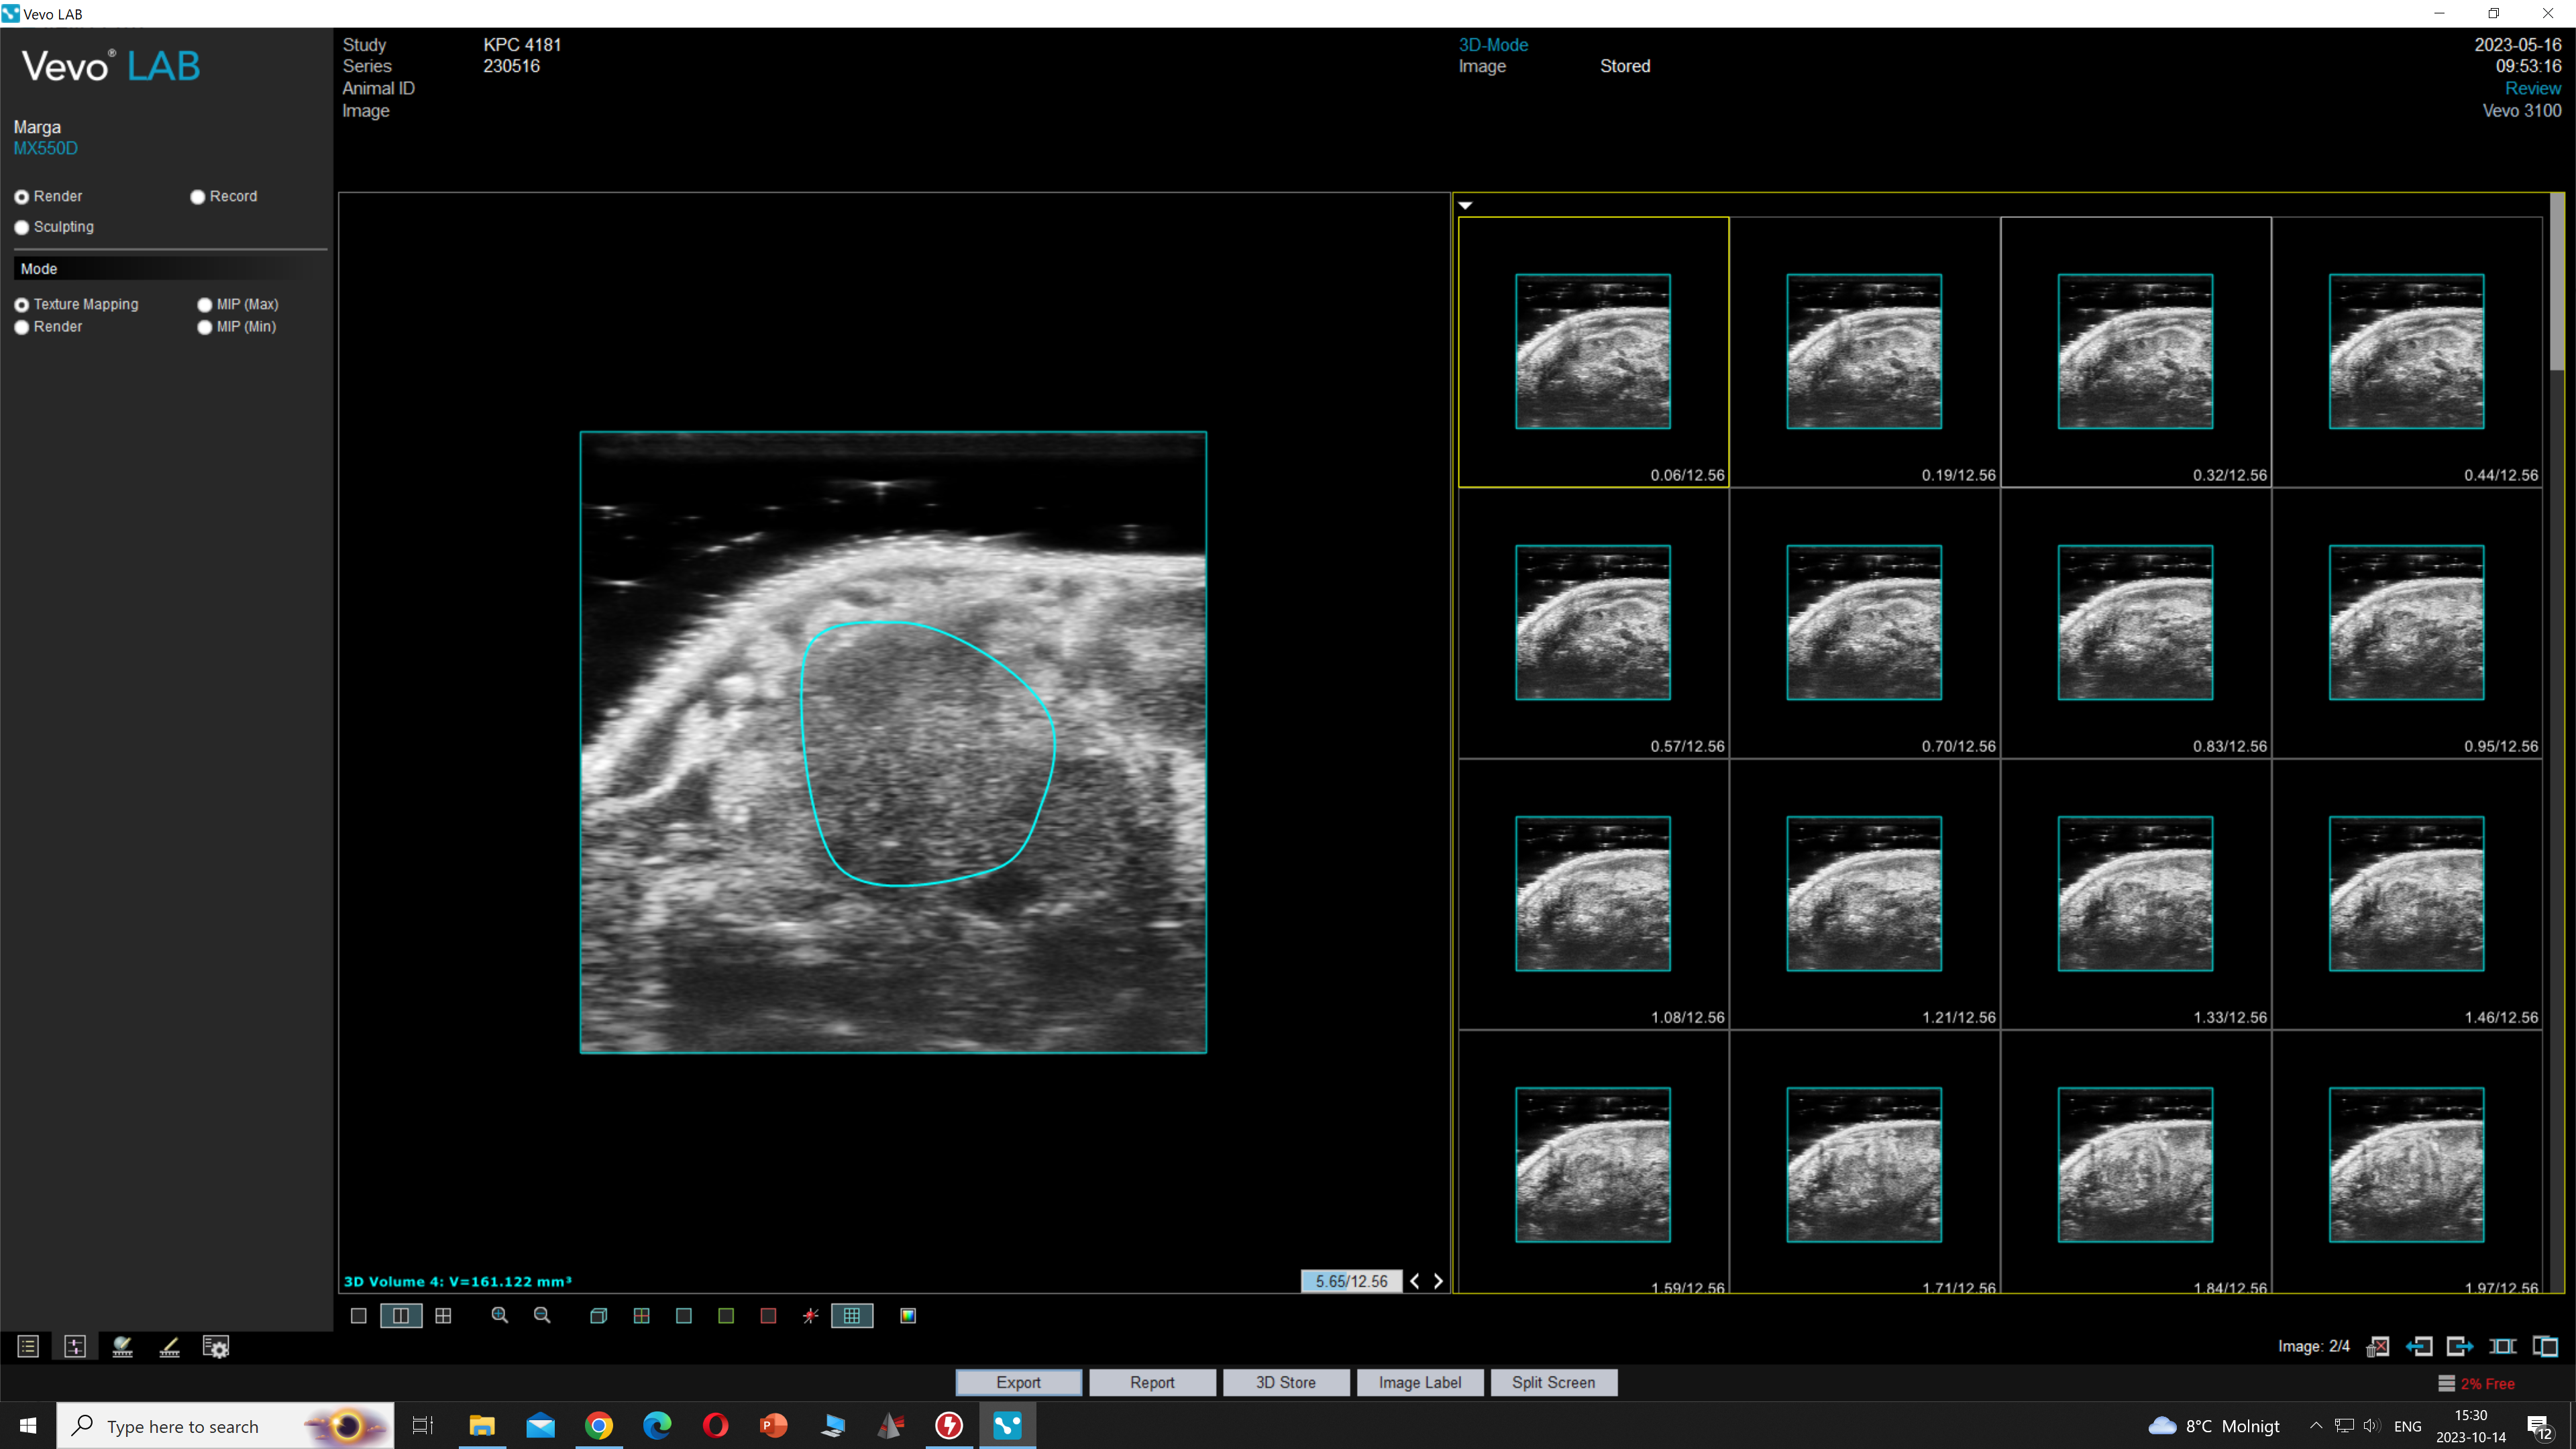 Vevo LAB
Vevo® LAB
Study KPC 4181
Series 230516
Animal ID
Image
3D-Mode
Image Stored
2023-05-16
09:53:16
Review
Vevo 3100
Marga
MX550D
Render Record
Sculpting
Mode
Texture Mapping MIP (Max)
Render MIP (Min)
0.06/12.56 0.19/12.56 0.32/12.56 0.44/12.56
0.57/12.56 0.70/12.56 0.83/12.56 0.95/12.56
1.08/12.56 1.21/12.56 1.33/12.56 1.46/12.56
1.59/12.56 1.71/12.56 1.84/12.56 1.97/12.56
3D Volume 4: V=161.122 mm³
5.65/12.56
Image: 2/4
Export Report 3D Store Image Label Split Screen
2% Free
Type here to search
8°C Molnigt
ENG
15:30
2023-10-14
12